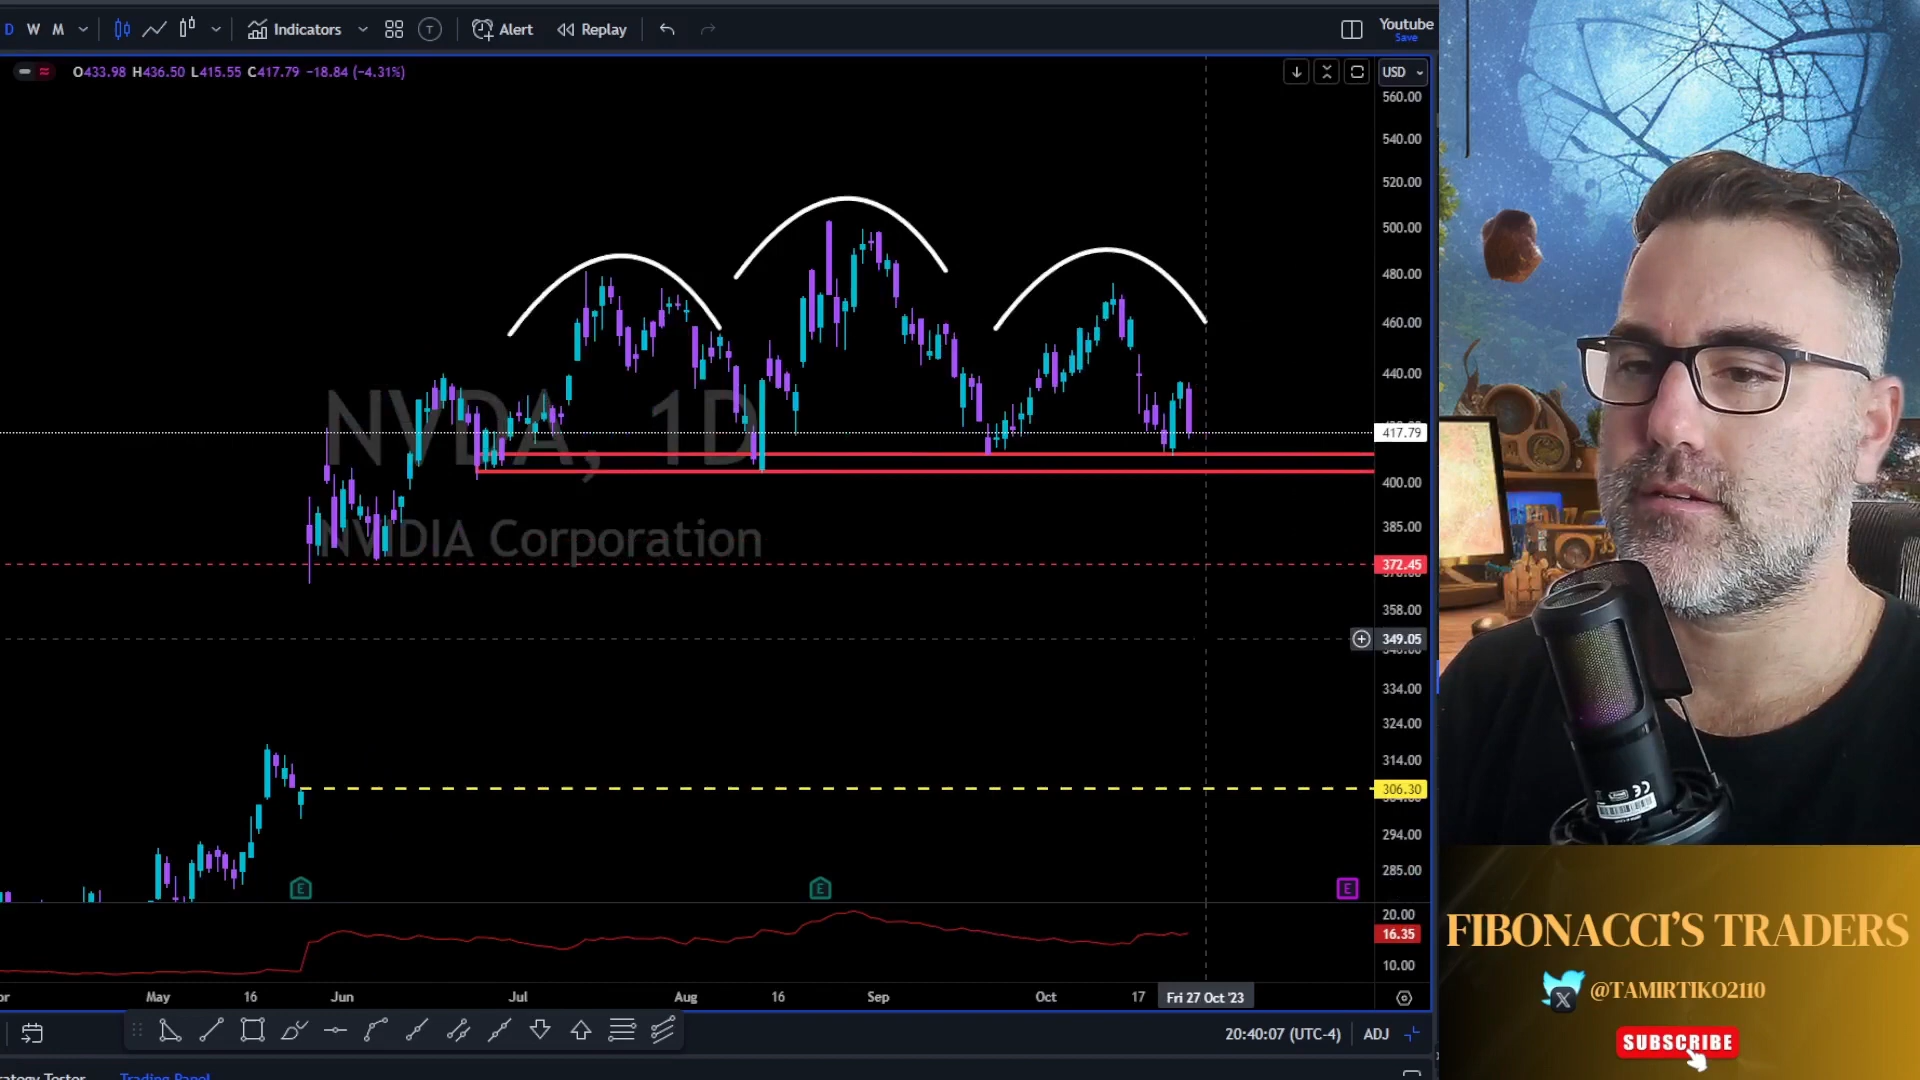 D W M Indicators T Alert Replay Youtube
Save
O433.98 H436.50 L415.55 C417.79 −18.84 (−4.31%)
USD
560.00
540.00
520.00
500.00
480.00
460.00
440.00
417.79
400.00
385.00
372.45
358.00
349.05
334.00
324.00
314.00
306.30
294.00
285.00
NVDA, 1D
NVIDIA Corporation
E E E
20.00
16.35
10.00
May 16 Jun Jul Aug 16 Sep Oct 17 Fri 27 Oct '23
20:40:07 (UTC-4) ADJ
Trading Panel
FIBONACCI'S TRADERS
X @TAMIRTIKO2110
SUBSCRIBE